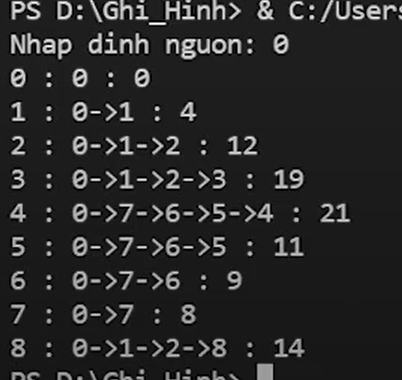 PS D:\Ghi_Hinh> & C:/Users
Nhap dinh nguon: 0
0 : 0 : 0
1 : 0->1 : 4
2 : 0->1->2 : 12
3 : 0->1->2->3 : 19
4 : 0->7->6->5->4 : 21
5 : 0->7->6->5 : 11
6 : 0->7->6 : 9
7 : 0->7 : 8
8 : 0->1->2->8 : 14
PS D:\Ghi_Hinh>